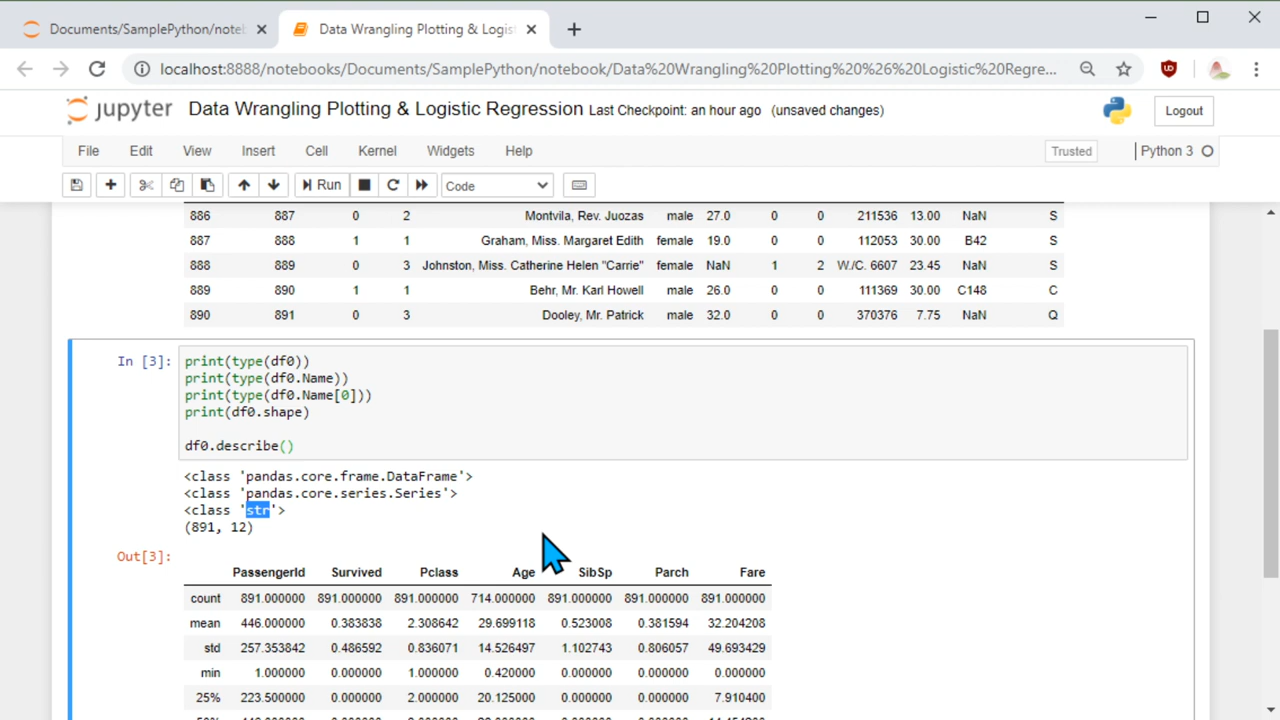 Documents/SamplePython/note
Data Wrangling Plotting & Logis
localhost:8888/notebooks/Documents/SamplePython/notebook/Data%20Wrangling%20Plotting%20%26%20Logistic%20Regre...
jupyter Data Wrangling Plotting & Logistic Regression Last Checkpoint: an hour ago (unsaved changes) Logout
File Edit View Insert Cell Kernel Widgets Help Trusted Python 3
Run Code
886 887 0 2 Montvila, Rev. Juozas male 27.0 0 0 211536 13.00 NaN S
887 888 1 1 Graham, Miss. Margaret Edith female 19.0 0 0 112053 30.00 B42 S
888 889 0 3 Johnston, Miss. Catherine Helen "Carrie" female NaN 1 2 W./C. 6607 23.45 NaN S
889 890 1 1 Behr, Mr. Karl Howell male 26.0 0 0 111369 30.00 C148 C
890 891 0 3 Dooley, Mr. Patrick male 32.0 0 0 370376 7.75 NaN Q
In [3]: print(type(df0))
print(type(df0.Name))
print(type(df0.Name[0]))
print(df0.shape)
df0.describe()
<class 'pandas.core.frame.DataFrame'>
<class 'pandas.core.series.Series'>
<class 'str'>
(891, 12)
Out[3]:
PassengerId Survived Pclass Age SibSp Parch Fare
count 891.000000 891.000000 891.000000 714.000000 891.000000 891.000000 891.000000
mean 446.000000 0.383838 2.308642 29.699118 0.523008 0.381594 32.204208
std 257.353842 0.486592 0.836071 14.526497 1.102743 0.806057 49.693429
min 1.000000 0.000000 1.000000 0.420000 0.000000 0.000000 0.000000
25% 223.500000 0.000000 2.000000 20.125000 0.000000 0.000000 7.910400